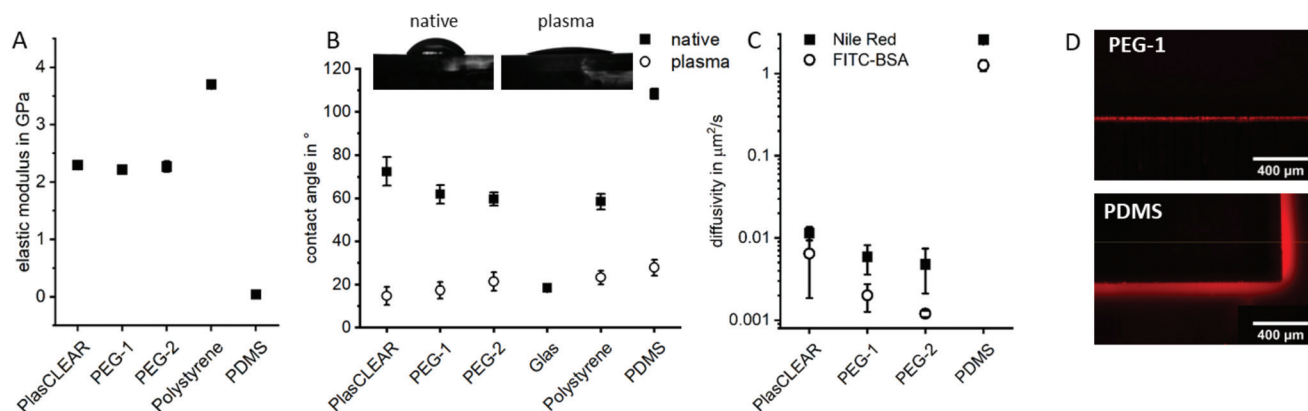 A
elastic modulus in GPa
4
3
2
1
0
PlasCLEAR
PEG-1
PEG-2
Polystyrene
PDMS
B
native
plasma
native
plasma
contact angle in °
120
100
80
60
40
20
0
PlasCLEAR
PEG-1
PEG-2
Glas
Polystyrene
PDMS
C
Nile Red
FITC-BSA
diffusivity in µm²/s
1
0.1
0.01
0.001
PlasCLEAR
PEG-1
PEG-2
PDMS
D
PEG-1
400 µm
PDMS
400 µm